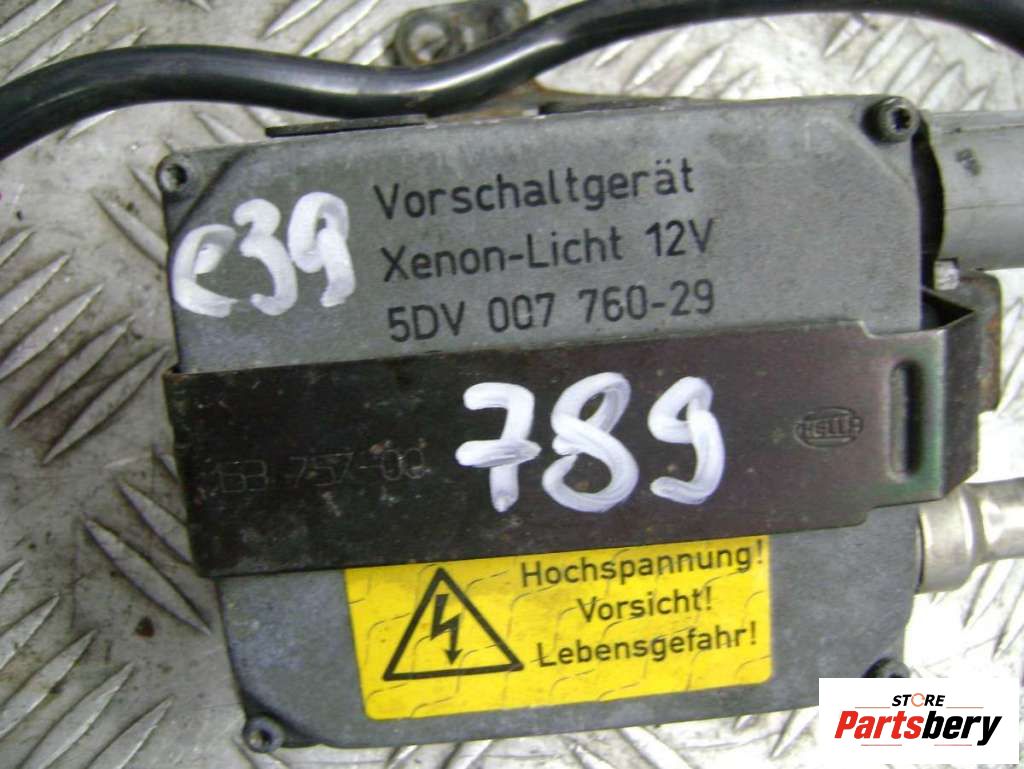 Vorschaltgerät
Xenon-Licht 12V
5DV 007 760-29
e39
789
HELLA
Hochspannung!
Vorsicht!
Lebensgefahr!
STORE
Partsbery